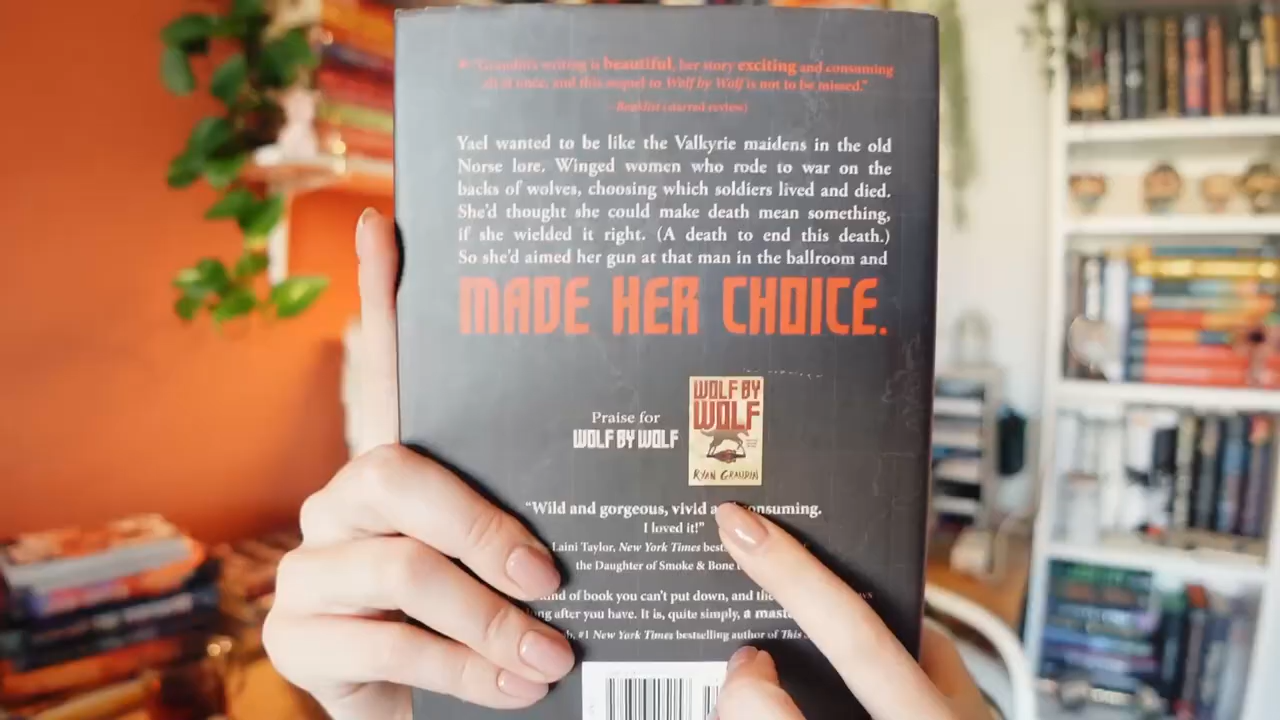 "Graudin's writing is beautiful, her story exciting and consuming
all at once, and this sequel to Wolf by Wolf is not to be missed."
—Booklist (starred review)
Yael wanted to be like the Valkyrie maidens in the old
Norse lore. Winged women who rode to war on the
backs of wolves, choosing which soldiers lived and died.
She'd thought she could make death mean something,
if she wielded it right. (A death to end this death.)
So she'd aimed her gun at that man in the ballroom and
MADE HER CHOICE.
Praise for
WOLF BY WOLF
WOLF BY
WOLF
RYAN GRAUDIN
"Wild and gorgeous, vivid consuming.
I loved it!"
Laini Taylor, New York Times
the Daughter of Smoke & Bone
of book you can't put down, and
after you have. It is, quite simply, a
#1 New York Times bestselling author of This